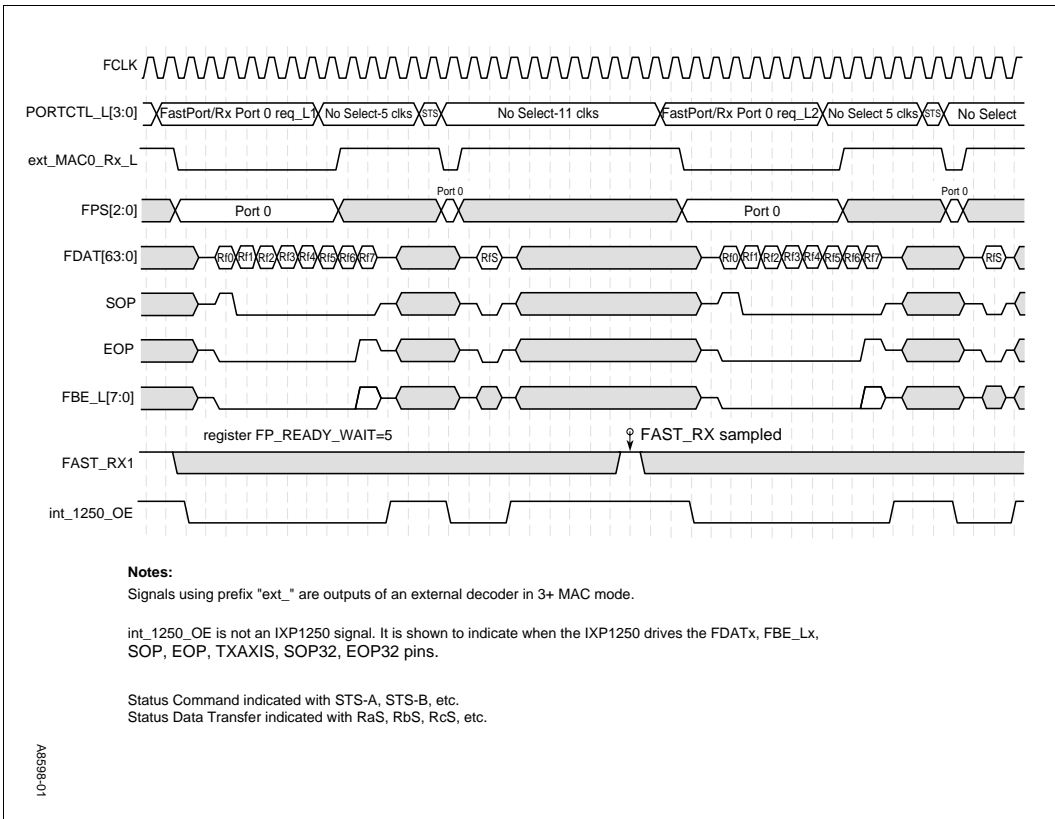 FCLK
PORTCTL_L[3:0] FastPort/Rx Port 0 req_L1 No Select-5 clks STS No Select-11 clks FastPort/Rx Port 0 req_L2 No Select 5 clks STS No Select
ext_MAC0_Rx_L
Port 0 Port 0
FPS[2:0] Port 0 Port 0
FDAT[63:0] Rf0 Rf1 Rf2 Rf3 Rf4 Rf5 Rf6 Rf7 RfS Rf0 Rf1 Rf2 Rf3 Rf4 Rf5 Rf6 Rf7 RfS
SOP
EOP
FBE_L[7:0]
register FP_READY_WAIT=5 FAST_RX sampled
FAST_RX1
int_1250_OE
Notes:
Signals using prefix "ext_" are outputs of an external decoder in 3+ MAC mode.
int_1250_OE is not an IXP1250 signal. It is shown to indicate when the IXP1250 drives the FDATx, FBE_Lx,
SOP, EOP, TXAXIS, SOP32, EOP32 pins.
Status Command indicated with STS-A, STS-B, etc.
Status Data Transfer indicated with RaS, RbS, RcS, etc.
A8598-01